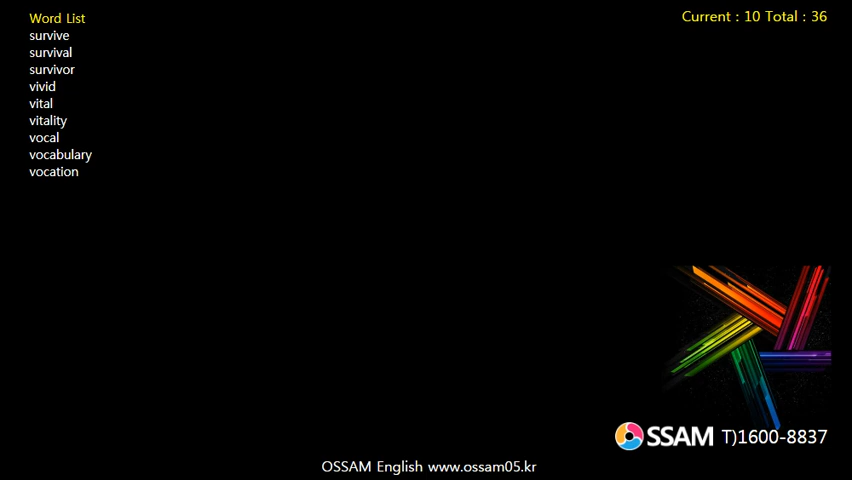 Word List
Current : 10 Total : 36
survive
survival
survivor
vivid
vital
vitality
vocal
vocabulary
vocation
OSSAM T)1600-8837
OSSAM English www.ossam05.kr